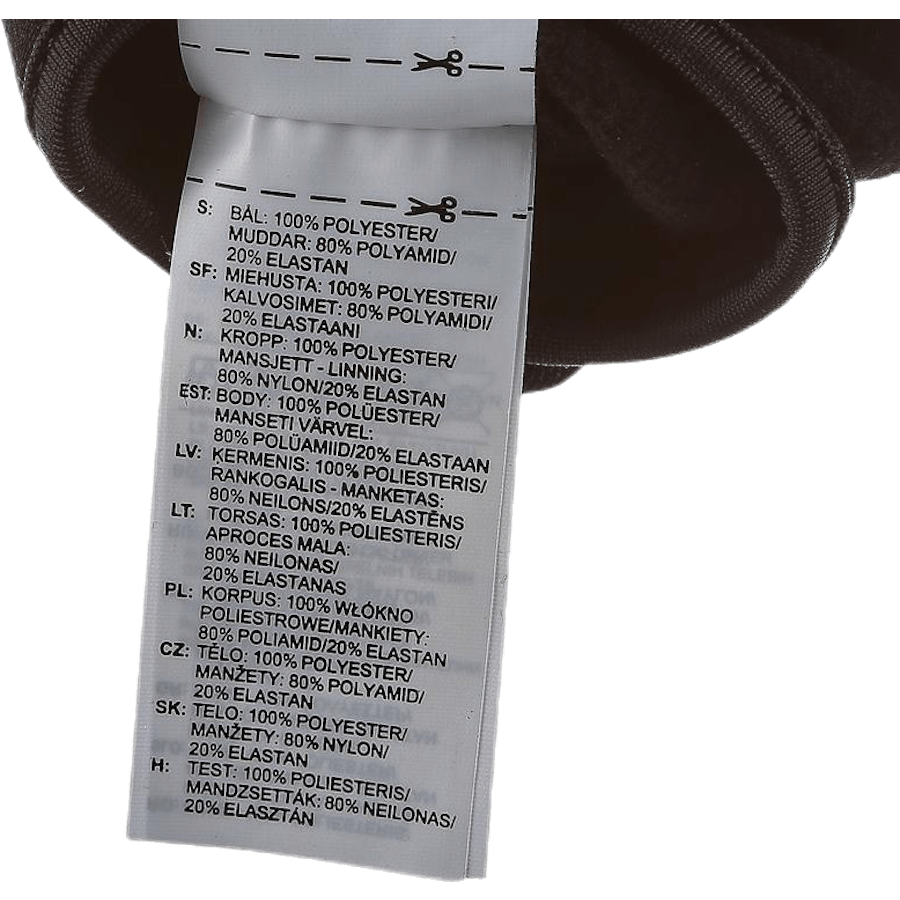 S: BÅL: 100% POLYESTER/
MUDDAR: 80% POLYAMID/
20% ELASTAN
SF: MIEHUSTA: 100% POLYESTERI/
KALVOSIMET: 80% POLYAMIDI/
20% ELASTAANI
N: KROPP: 100% POLYESTER/
MANSJETT - LINNING:
80% NYLON/20% ELASTAN
EST: BODY: 100% POLÜESTER/
MANSETI VÄRVEL:
80% POLÜAMIID/20% ELASTAAN
LV: KERMENIS: 100% POLIESTERIS/
RANKOGALIS - MANKETAS:
80% NEILONS/20% ELASTĒNS
LT: TORSAS: 100% POLIESTERIS/
APROCES MALA:
80% NEILONAS/
20% ELASTANAS
PL: KORPUS: 100% WŁÓKNO
POLIESTROWE/MANKIETY:
80% POLIAMID/20% ELASTAN
CZ: TĚLO: 100% POLYESTER/
MANŽETY: 80% POLYAMID/
20% ELASTAN
SK: TELO: 100% POLYESTER/
MANŽETY: 80% NYLON/
20% ELASTAN
H: TEST: 100% POLIESTERIS/
MANDZSETTÁK: 80% NEILONAS/
20% ELASZTÁN